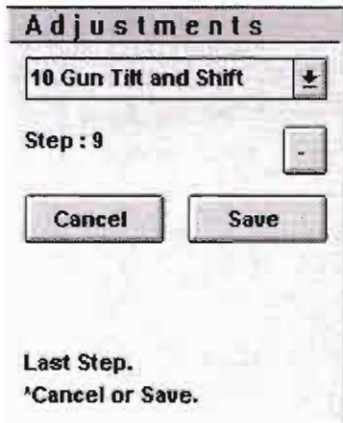 Adjustments
10 Gun Tilt and Shift
Step : 9
-
Cancel Save
Last Step.
*Cancel or Save.